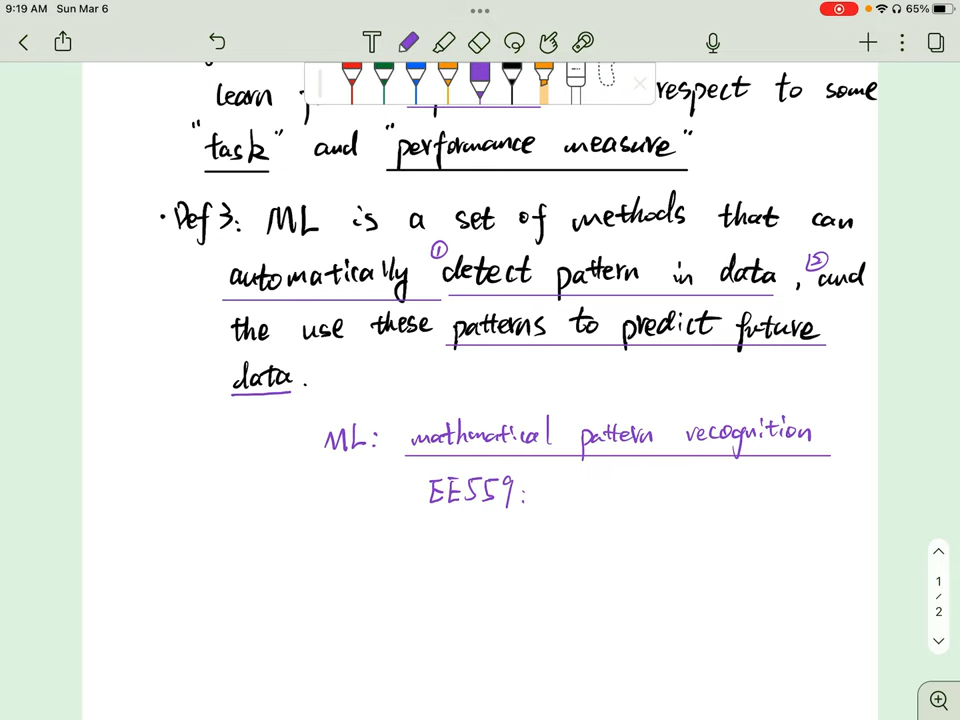 9:19 AM Sun Mar 6
65%
learn respect to some
"task" and "performance measure"
· Def 3: ML is a set of methods that can
automatically ① detect pattern in data, ② and
the use these patterns to predict future
data.
ML: mathematical pattern recognition
EE559:
1
/
2